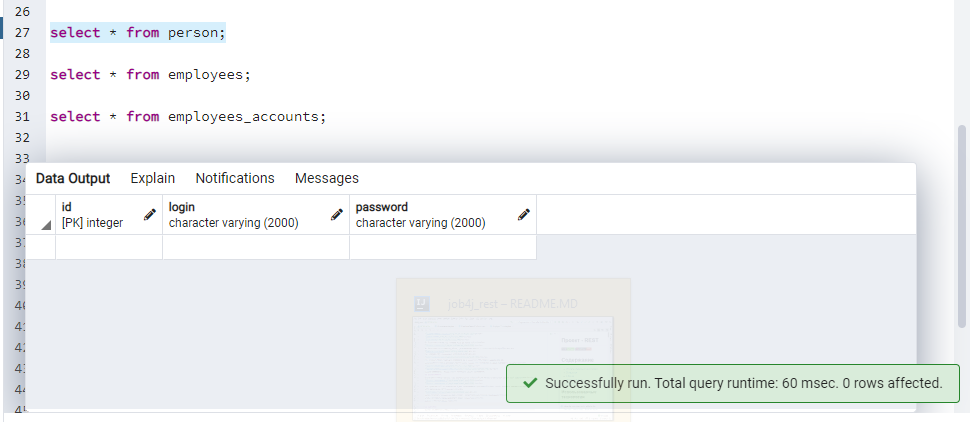 26
27 select * from person;
28
29 select * from employees;
30
31 select * from employees_accounts;
32
33
Data Output Explain Notifications Messages
id login password
[PK] integer character varying (2000) character varying (2000)
job4j_rest – README.MD
Successfully run. Total query runtime: 60 msec. 0 rows affected.